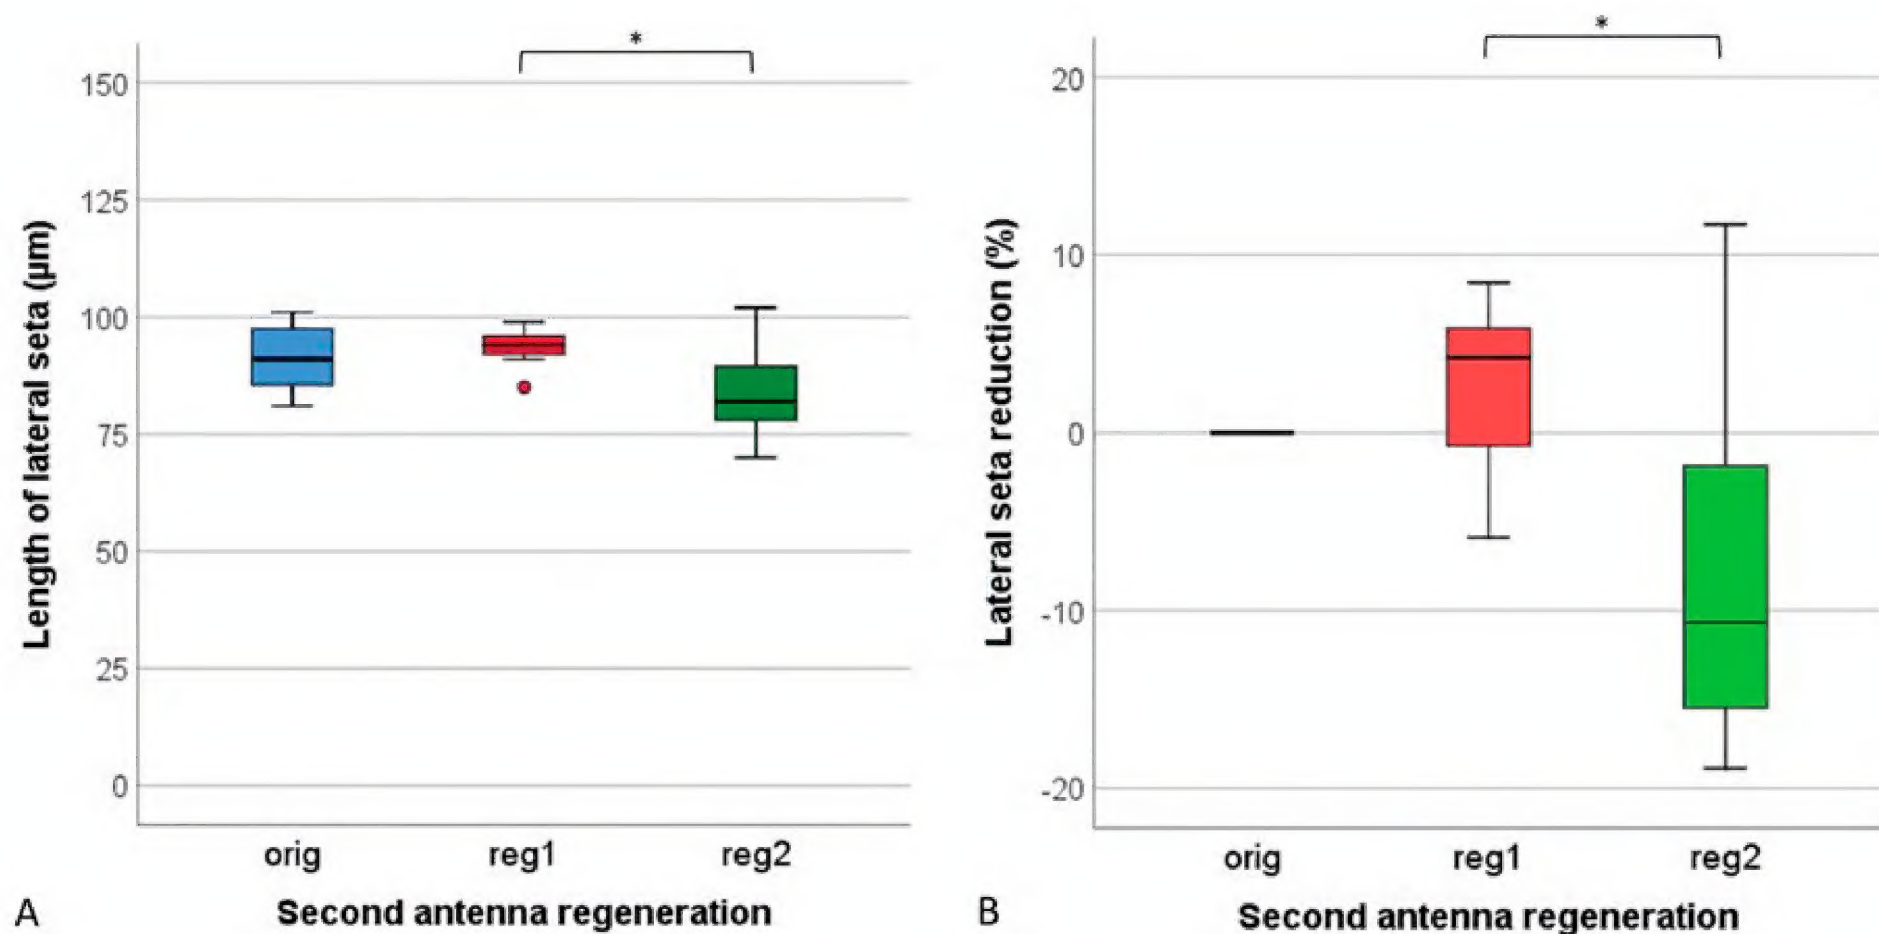 *
150
125
100
75
50
25
0
Length of lateral seta (µm)
orig reg1 reg2
Second antenna regeneration
A
*
20
10
0
-10
-20
Lateral seta reduction (%)
orig reg1 reg2
Second antenna regeneration
B